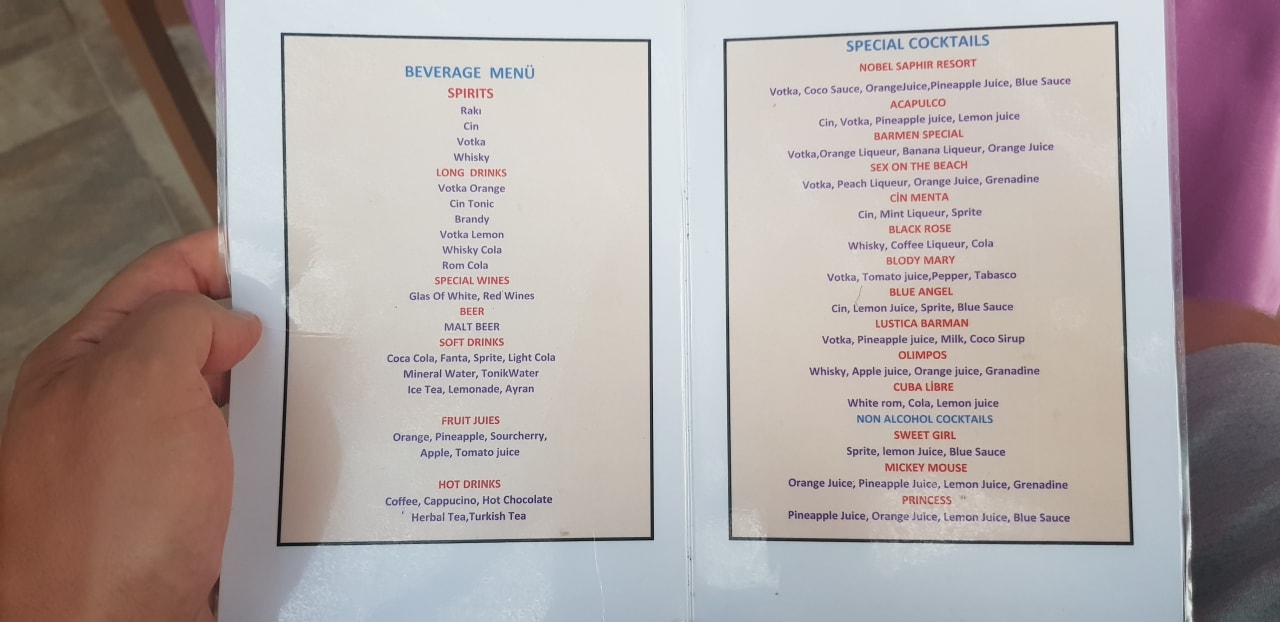 BEVERAGE MENÜ
SPIRITS
Rakı
Cin
Votka
Whisky
LONG DRINKS
Votka Orange
Cin Tonic
Brandy
Votka Lemon
Whisky Cola
Rom Cola
SPECIAL WINES
Glas Of White, Red Wines
BEER
MALT BEER
SOFT DRINKS
Coca Cola, Fanta, Sprite, Light Cola
Mineral Water, TonikWater
Ice Tea, Lemonade, Ayran
FRUIT JUIES
Orange, Pineapple, Sourcherry,
Apple, Tomato juice
HOT DRINKS
Coffee, Cappucino, Hot Chocolate
Herbal Tea,Turkish Tea
SPECIAL COCKTAILS
NOBEL SAPHIR RESORT
Votka, Coco Sauce, OrangeJuice,Pineapple Juice, Blue Sauce
ACAPULCO
Cin, Votka, Pineapple juice, Lemon juice
BARMEN SPECIAL
Votka,Orange Liqueur, Banana Liqueur, Orange Juice
SEX ON THE BEACH
Votka, Peach Liqueur, Orange Juice, Grenadine
CİN MENTA
Cin, Mint Liqueur, Sprite
BLACK ROSE
Whisky, Coffee Liqueur, Cola
BLODY MARY
Votka, Tomato juice,Pepper, Tabasco
BLUE ANGEL
Cin, Lemon Juice, Sprite, Blue Sauce
LUSTICA BARMAN
Votka, Pineapple juice, Milk, Coco Sirup
OLIMPOS
Whisky, Apple juice, Orange juice, Granadine
CUBA LİBRE
White rom, Cola, Lemon juice
NON ALCOHOL COCKTAILS
SWEET GIRL
Sprite, lemon Juice, Blue Sauce
MICKEY MOUSE
Orange Juice, Pineapple Juice, Lemon Juice, Grenadine
PRINCESS
Pineapple Juice, Orange Juice, Lemon Juice, Blue Sauce